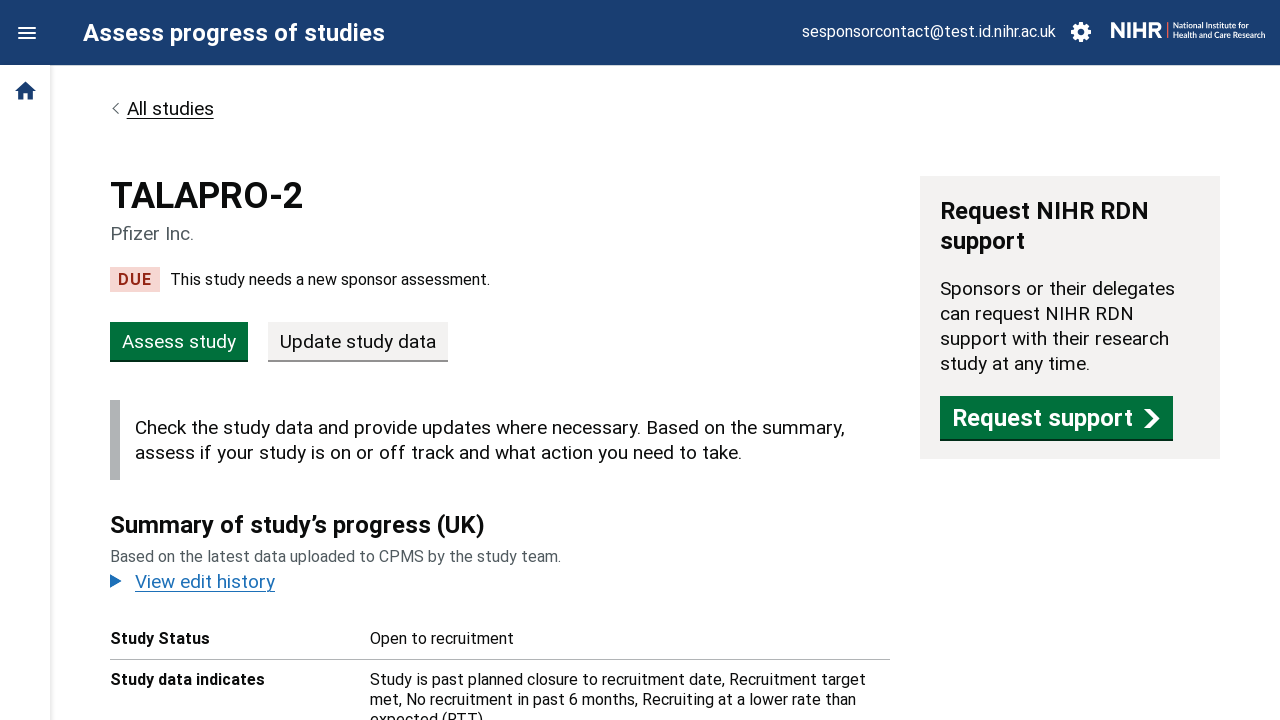 Assess progress of studies
sesponsorcontact@test.id.nihr.ac.uk
NIHR | National Institute for
Health and Care Research
All studies
TALAPRO-2
Pfizer Inc.
DUE This study needs a new sponsor assessment.
Assess study
Update study data
Check the study data and provide updates where necessary. Based on the summary,
assess if your study is on or off track and what action you need to take.
Summary of study’s progress (UK)
Based on the latest data uploaded to CPMS by the study team.
View edit history
Study Status Open to recruitment
Study data indicates Study is past planned closure to recruitment date, Recruitment target
met, No recruitment in past 6 months, Recruiting at a lower rate than
expected (RTT)
Request NIHR RDN
support
Sponsors or their delegates
can request NIHR RDN
support with their research
study at any time.
Request support